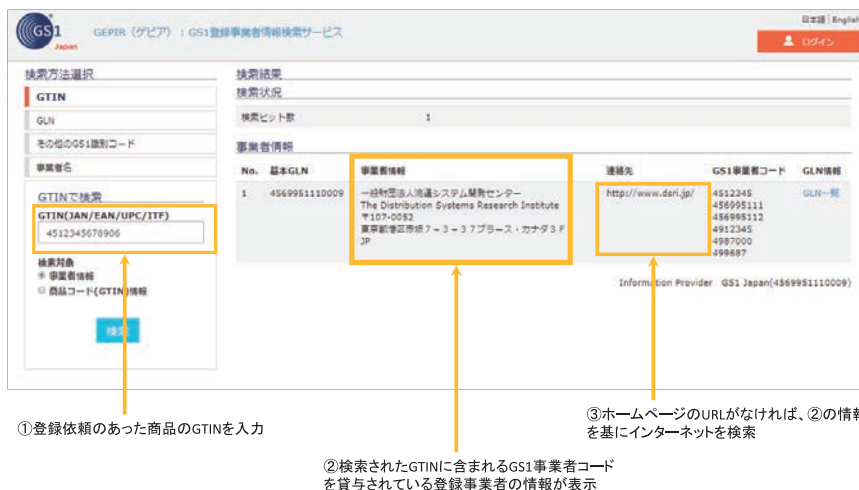 GS1
Japan
GEPIR（ゲピア）：GS1登録事業者情報検索サービス
日本語 | English
ログイン
検索方法選択
GTIN
GLN
その他のGS1識別コード
事業者名
GTINで検索
GTIN(JAN/EAN/UPC/ITF)
4512345678906
検索対象
事業者情報
商品コード(GTIN)情報
検索
検索結果
検索状況
検索ヒット数 1
事業者情報
No. 基本GLN 事業者情報 連絡先 GS1事業者コード GLN情報
1 4569951110009 一般財団法人流通システム開発センター http://www.dsri.jp/ 4512345 GLN一覧
The Distribution Systems Research Institute 456995111
〒107-0052 456995112
東京都港区赤坂７－３－３７プラース・カナダ３Ｆ 4912345
JP 4987000
499687
Information Provider GS1 Japan(4569951110009)
①登録依頼のあった商品のGTINを入力
②検索されたGTINに含まれるGS1事業者コード
を貸与されている登録事業者の情報が表示
③ホームページのURLがなければ、②の情報
を基にインターネットを検索